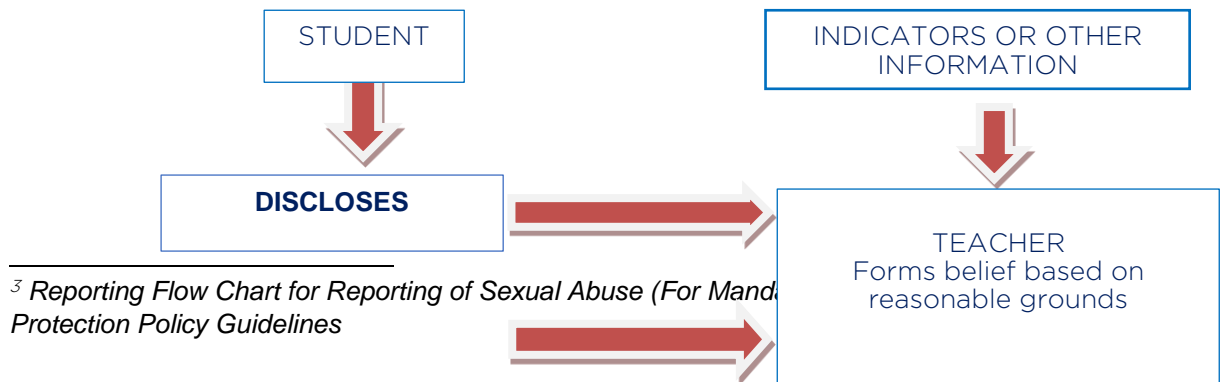 STUDENT
INDICATORS OR OTHER
INFORMATION
DISCLOSES
TEACHER
Forms belief based on
reasonable grounds
3 Reporting Flow Chart for Reporting of Sexual Abuse (For
Protection Policy Guidelines